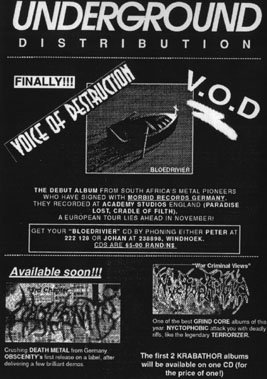 UNDERGROUND
DISTRIBUTION
FINALLY!!!
VOICE OF DESTRUCTION
V.O.D
BLOEDRIVIER
THE DEBUT ALBUM FROM SOUTH AFRICA'S METAL PIONEERS
WHO HAVE SIGNED WITH MORBID RECORDS GERMANY.
THEY RECORDED AT ACADEMY STUDIOS ENGLAND (PARADISE
LOST, CRADLE OF FILTH).
A EUROPEAN TOUR LIES AHEAD IN NOVEMBER!
GET YOUR "BLOEDRIVIER" CD BY PHONING EITHER PETER AT
222 128 or JOHAN AT 235890, WINDHOEK.
CDS ARE 65-00 RAND/NS.
Available soon!!!
Crushing DEATH METAL from Germany
OBSCENITY's first release on a label, after
delivering a few brilliant demos.
"For Criminal Views"
One of the best GRIND CORE albums of this
year. NYCTOPHOBIC attack you with deadly
riffs, like the legendary TERRORIZER.
The first 2 KRABATHOR albums
will be available on one CD (for
the price of one!)